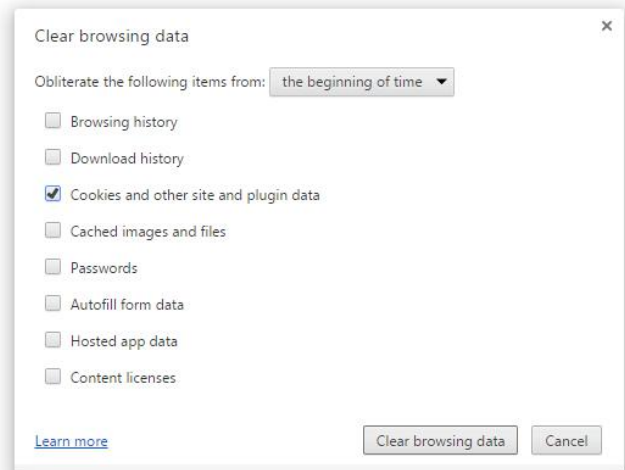 Clear browsing data
Obliterate the following items from: the beginning of time
Browsing history
Download history
Cookies and other site and plugin data
Cached images and files
Passwords
Autofill form data
Hosted app data
Content licenses
Learn more Clear browsing data Cancel